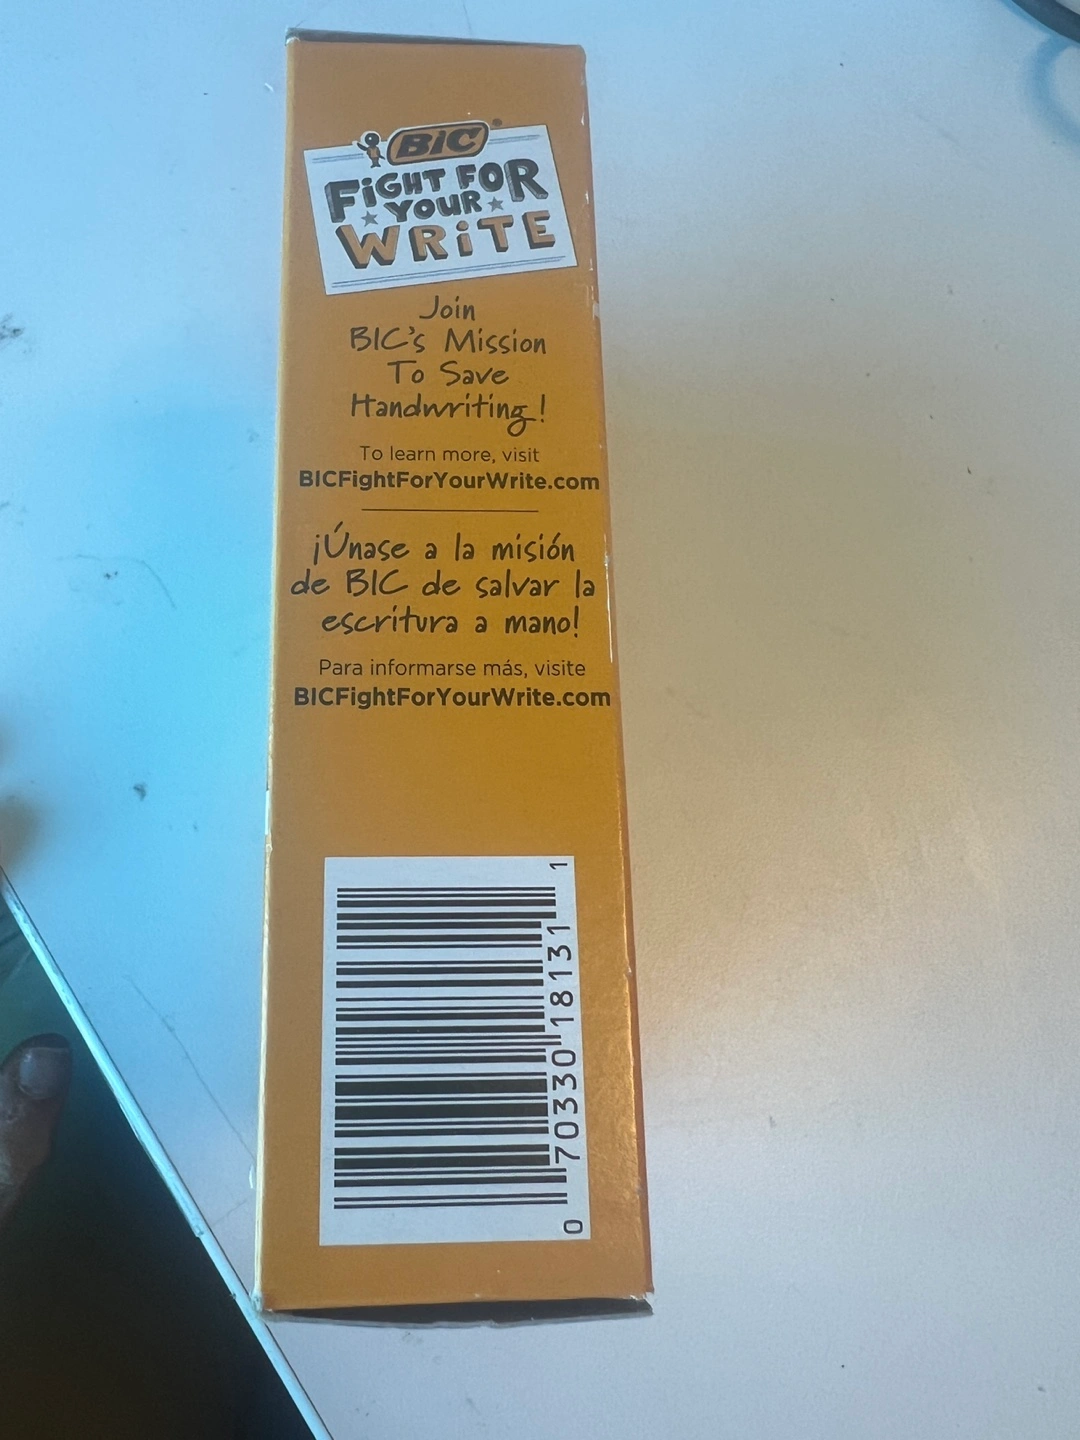 BIC®
FiGHT FOR
YOUR
WRiTE
Join
BIC's Mission
To Save
Handwriting!
To learn more, visit
BICFightForYourWrite.com
¡Únase a la misión
de BIC de salvar la
escritura a mano!
Para informarse más, visite
BICFightForYourWrite.com
0 70330 18131 1